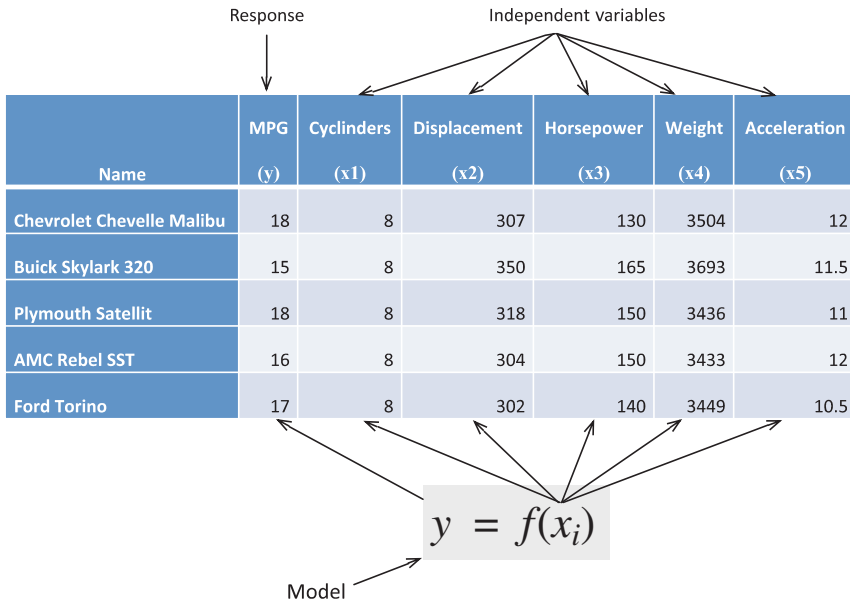 Response Independent variables
MPG Cyclinders Displacement Horsepower Weight Acceleration
Name (y) (x1) (x2) (x3) (x4) (x5)
Chevrolet Chevelle Malibu 18 8 307 130 3504 12
Buick Skylark 320 15 8 350 165 3693 11.5
Plymouth Satellit 18 8 318 150 3436 11
AMC Rebel SST 16 8 304 150 3433 12
Ford Torino 17 8 302 140 3449 10.5
y = f(xᵢ)
Model